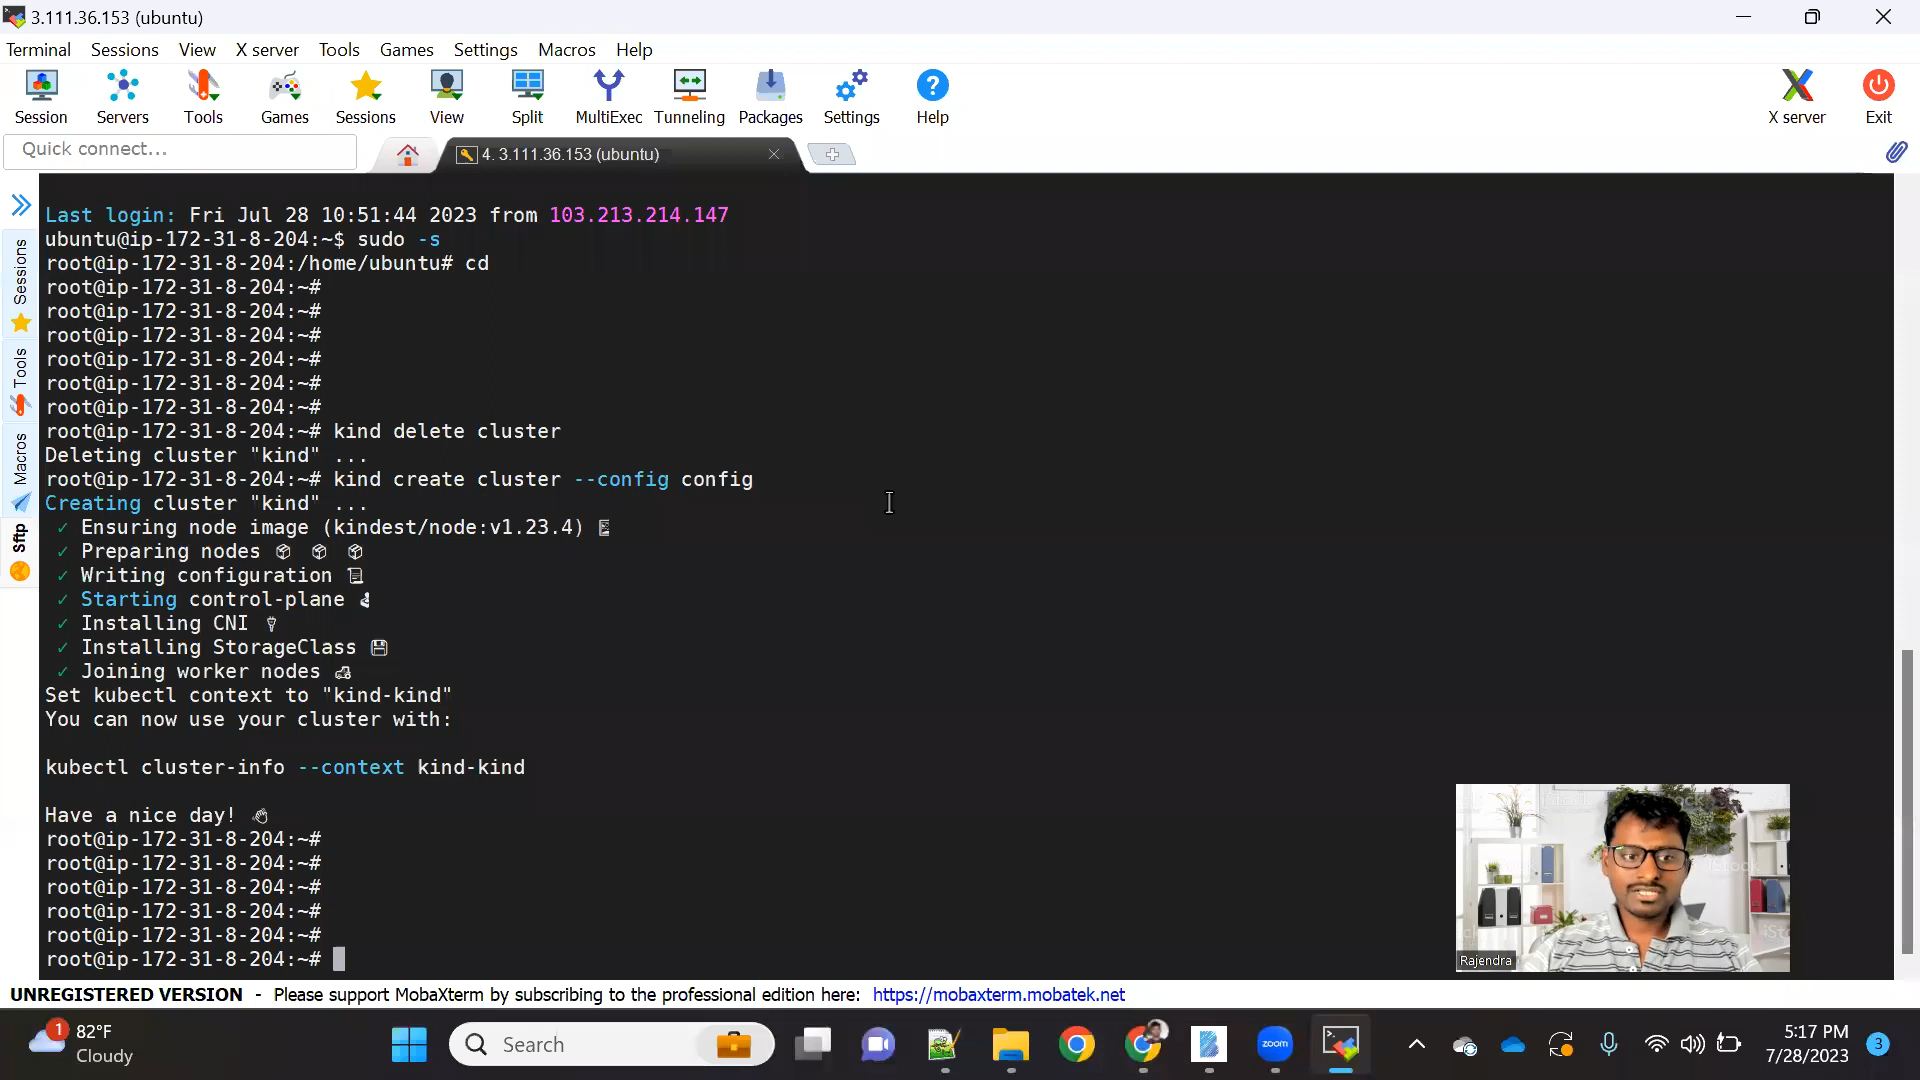 3.111.36.153 (ubuntu)
Terminal Sessions View X server Tools Games Settings Macros Help
Session Servers Tools Games Sessions View Split MultiExec Tunneling Packages Settings Help X server Exit
Quick connect...
4. 3.111.36.153 (ubuntu)
Sessions
Tools
Macros
Sftp
Last login: Fri Jul 28 10:51:44 2023 from 103.213.214.147
ubuntu@ip-172-31-8-204:~$ sudo -s
root@ip-172-31-8-204:/home/ubuntu# cd
root@ip-172-31-8-204:~#
root@ip-172-31-8-204:~#
root@ip-172-31-8-204:~#
root@ip-172-31-8-204:~#
root@ip-172-31-8-204:~#
root@ip-172-31-8-204:~#
root@ip-172-31-8-204:~# kind delete cluster
Deleting cluster "kind" ...
root@ip-172-31-8-204:~# kind create cluster --config config
Creating cluster "kind" ...
✓ Ensuring node image (kindest/node:v1.23.4)
✓ Preparing nodes
✓ Writing configuration
✓ Starting control-plane
✓ Installing CNI
✓ Installing StorageClass
✓ Joining worker nodes
Set kubectl context to "kind-kind"
You can now use your cluster with:
kubectl cluster-info --context kind-kind
Have a nice day!
root@ip-172-31-8-204:~#
root@ip-172-31-8-204:~#
root@ip-172-31-8-204:~#
root@ip-172-31-8-204:~#
root@ip-172-31-8-204:~#
root@ip-172-31-8-204:~#
Rajendra
UNREGISTERED VERSION - Please support MobaXterm by subscribing to the professional edition here: https://mobaxterm.mobatek.net
1
82°F
Cloudy
Search
zoom
5:17 PM
7/28/2023
3